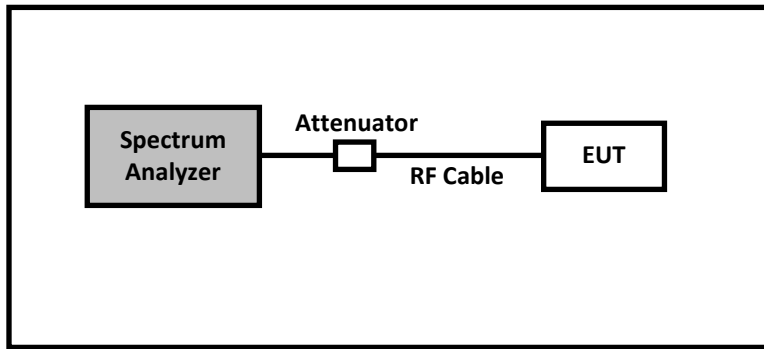 Spectrum
Analyzer
Attenuator
RF Cable
EUT